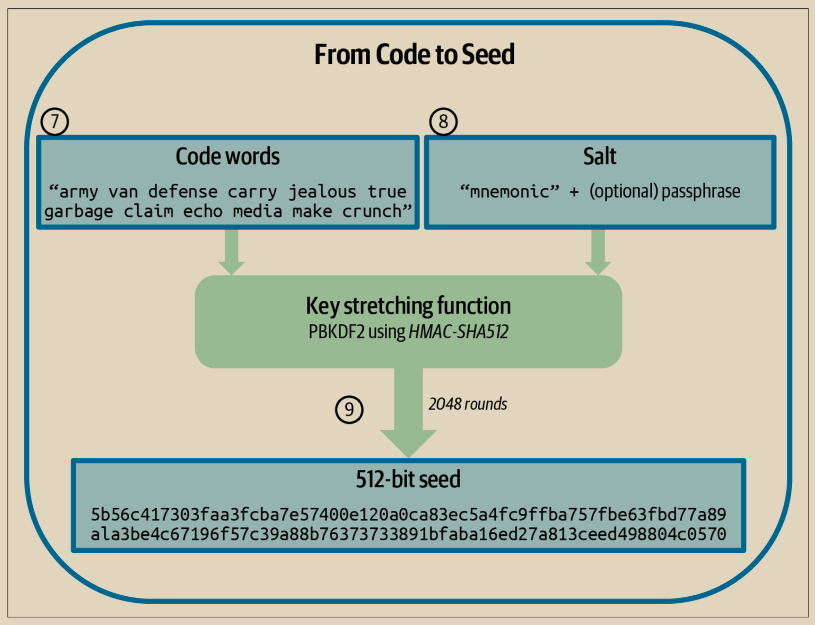 From Code to Seed
7
8
Code words
“army van defense carry jealous true
garbage claim echo media make crunch”
Salt
“mnemonic” + (optional) passphrase
Key stretching function
PBKDF2 using HMAC-SHA512
9
2048 rounds
512-bit seed
5b56c417303faa3fcba7e57400e120a0ca83ec5a4fc9ffba757fbe63fbd77a89
ala3be4c67196f57c39a88b76373733891bfaba16ed27a813ceed498804c0570